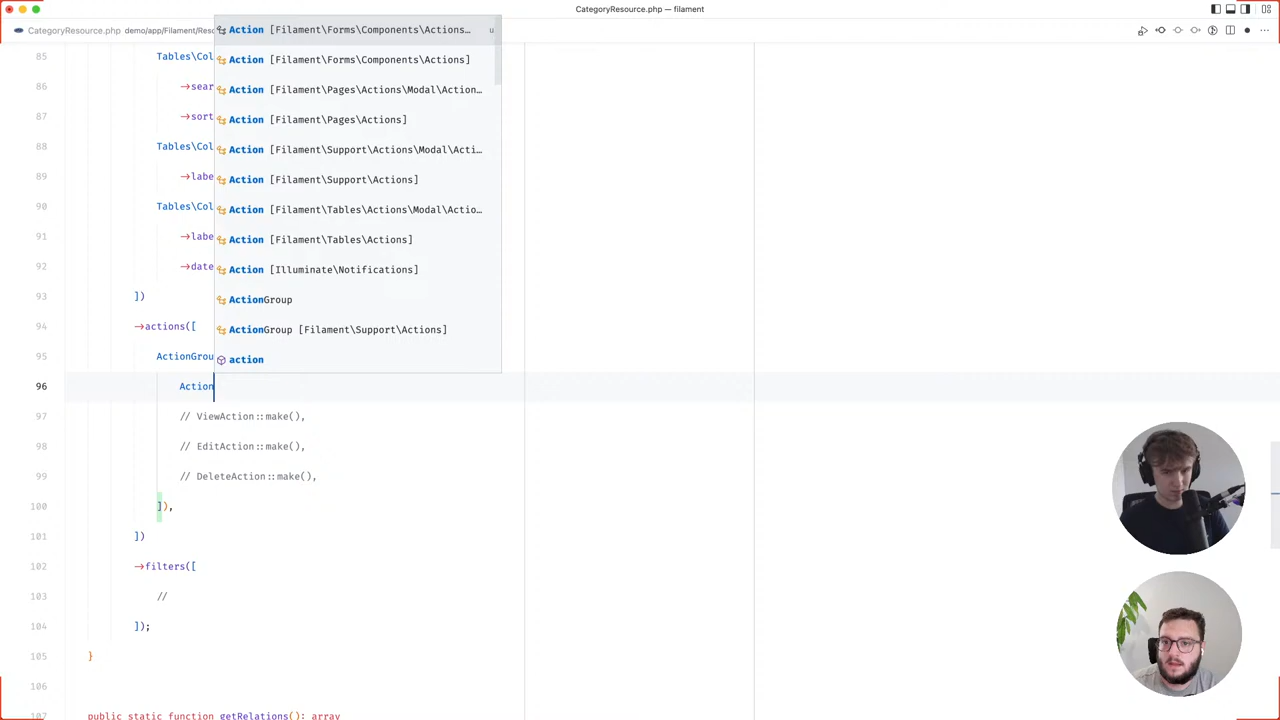 CategoryResource.php — filament
CategoryResource.php demo/app/Filament/Resc
Action [Filament\Forms\Components\Actions… u
85 Tables\Col
Action [Filament\Forms\Components\Actions]
86 →sear
Action [Filament\Pages\Actions\Modal\Action…
87 →sort
Action [Filament\Pages\Actions]
88 Tables\Col
Action [Filament\Support\Actions\Modal\Acti…
89 →labe
Action [Filament\Support\Actions]
90 Tables\Col
Action [Filament\Tables\Actions\Modal\Actio…
91 →labe
Action [Filament\Tables\Actions]
92 →date
Action [Illuminate\Notifications]
93 ])
ActionGroup
94 →actions([
ActionGroup [Filament\Support\Actions]
95 ActionGrou
action
96 Action
97 // ViewAction::make(),
98 // EditAction::make(),
99 // DeleteAction::make(),
100 ]),
101 ])
102 →filters([
103 //
104 ]);
105 }
106
107 public static function getRelations(): array